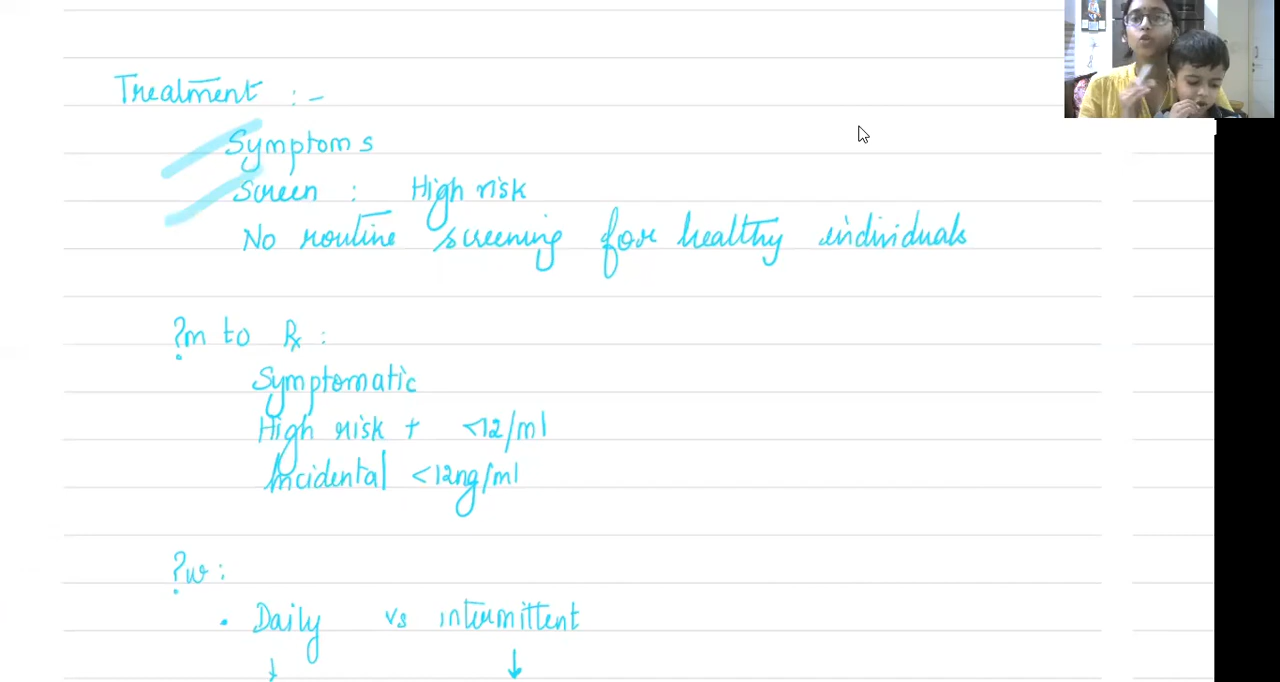 Treatment :-
Symptoms
Screen : High risk
No routine screening for healthy individuals
?m to Rx :
Symptomatic
High risk + <12/ml
Incidental <12ng/ml
?w :
• Daily vs intermittent
↓ ↓